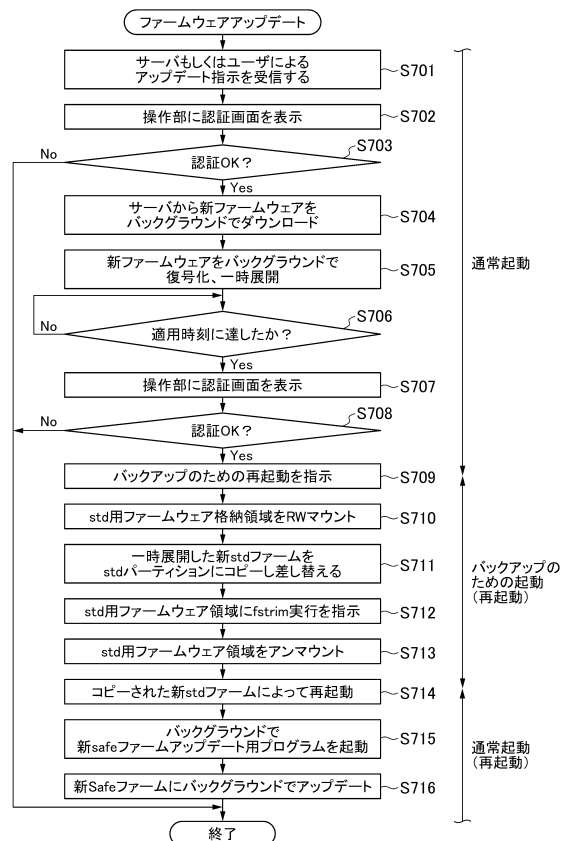 ファームウェアアップデート
サーバもしくはユーザによる
アップデート指示を受信する
S701
操作部に認証画面を表示
S702
認証OK?
S703
No
Yes
サーバから新ファームウェアを
バックグラウンドでダウンロード
S704
新ファームウェアをバックグラウンドで
復号化、一時展開
S705
適用時刻に達したか?
S706
No
Yes
操作部に認証画面を表示
S707
認証OK?
S708
No
Yes
通常起動
バックアップのための再起動を指示
S709
std用ファームウェア格納領域をRWマウント
S710
一時展開した新stdファームを
stdパーティションにコピーし差し替える
S711
std用ファームウェア領域にfstrim実行を指示
S712
std用ファームウェア領域をアンマウント
S713
バックアップの
ための起動
(再起動)
コピーされた新stdファームによって再起動
S714
バックグラウンドで
新safeファームアップデート用プログラムを起動
S715
新Safeファームにバックグラウンドでアップデート
S716
通常起動
(再起動)
終了